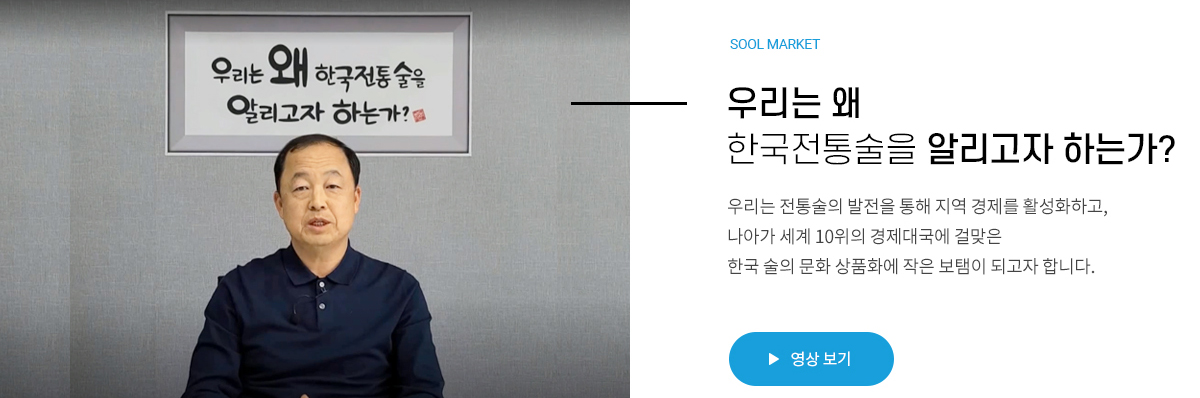 우리는 왜 한국전통술을
알리고자 하는가?
SOOL MARKET
우리는 왜
한국전통술을 알리고자 하는가?
우리는 전통술의 발전을 통해 지역 경제를 활성화하고,
나아가 세계 10위의 경제대국에 걸맞은
한국 술의 문화 상품화에 작은 보탬이 되고자 합니다.
영상 보기